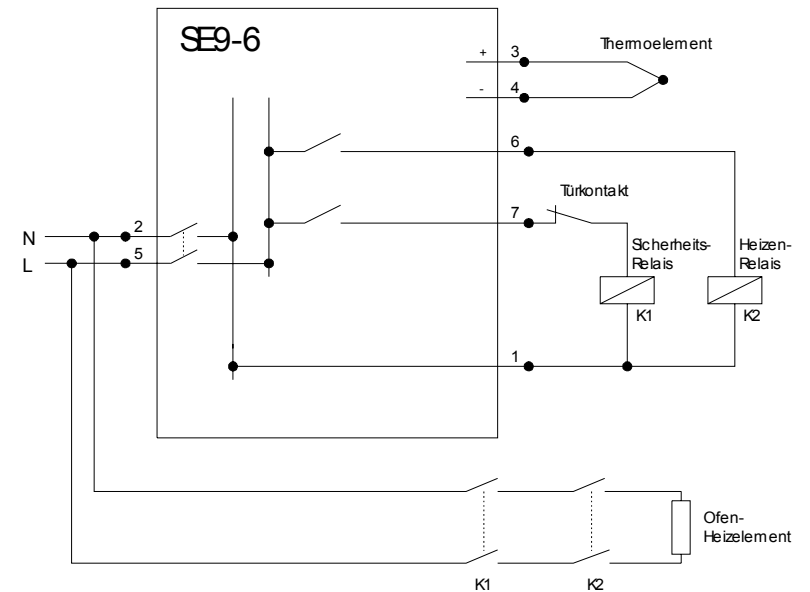 SE9-6
Thermoelement
+ 3
- 4
6
Türkontakt
7
N 2
L 5
Sicherheits-
Relais
Heizen-
Relais
K1
K2
1
Ofen-
Heizelement
K1
K2